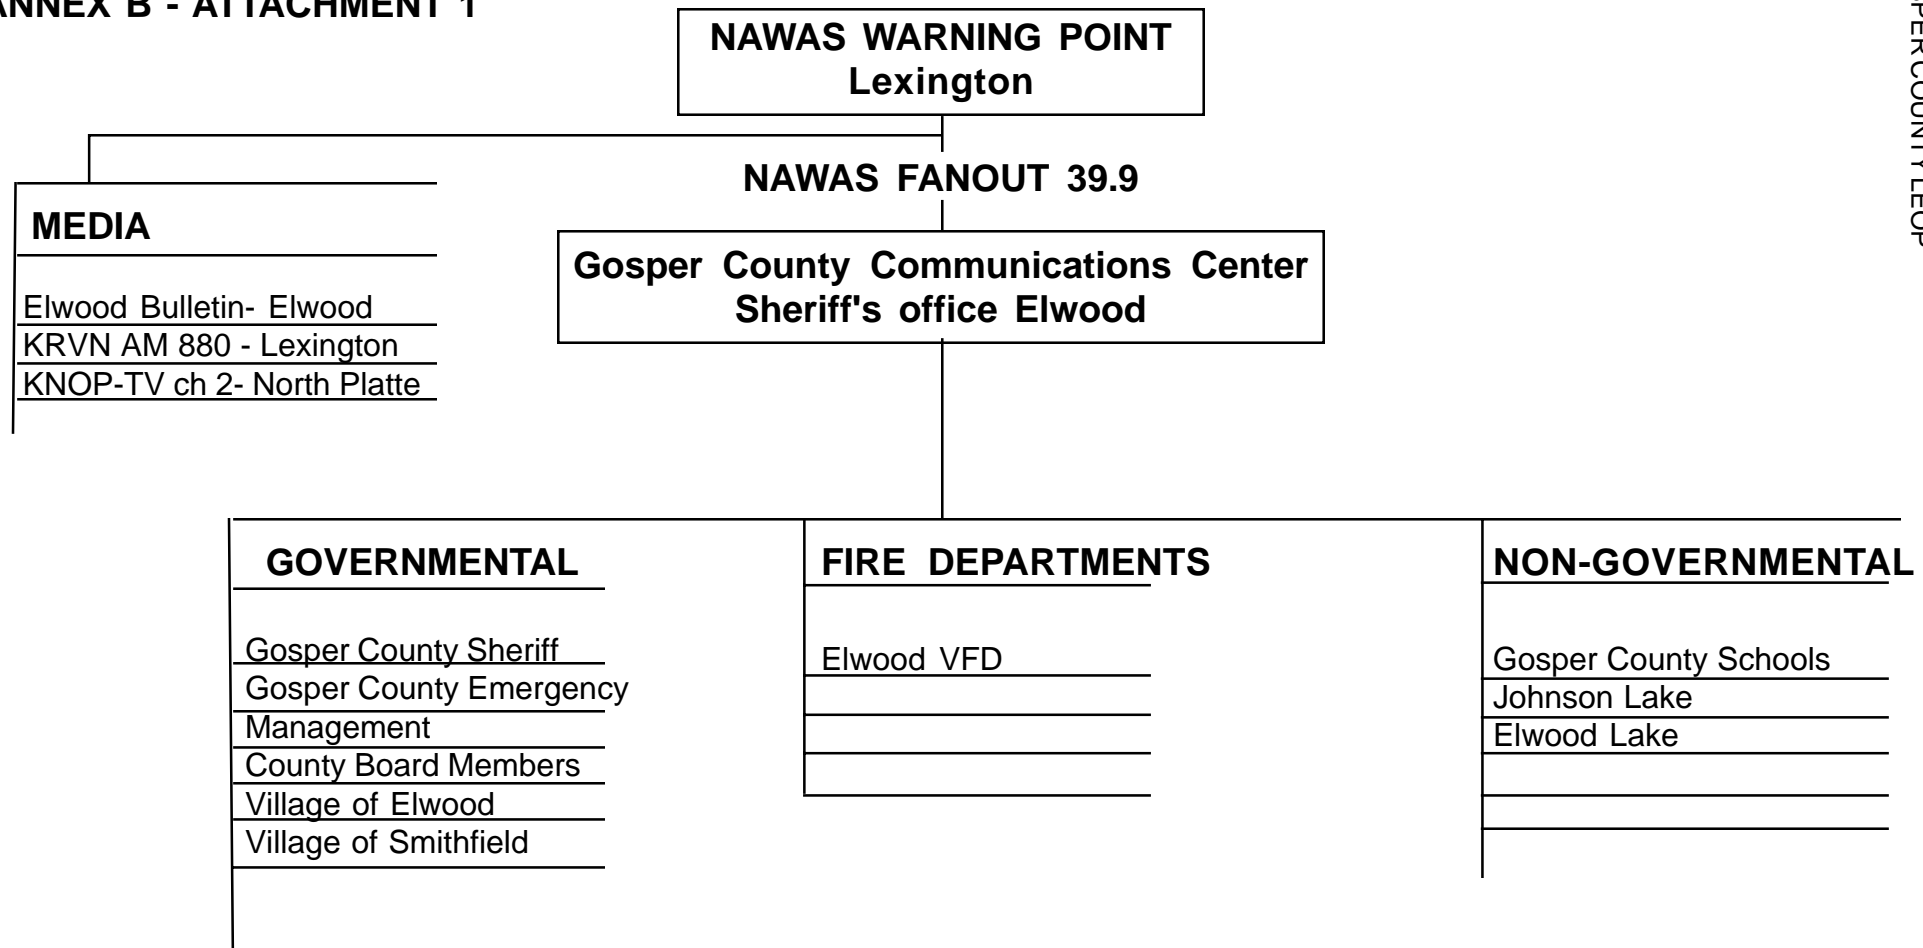 ANNEX B - ATTACHMENT 1
NAWAS WARNING POINT
Lexington
NAWAS FANOUT 39.9
MEDIA
Elwood Bulletin- Elwood
KRVN AM 880 - Lexington
KNOP-TV ch 2- North Platte
Gosper County Communications Center
Sheriff's office Elwood
GOVERNMENTAL
Gosper County Sheriff
Gosper County Emergency
Management
County Board Members
Village of Elwood
Village of Smithfield
FIRE DEPARTMENTS
Elwood VFD
NON-GOVERNMENTAL
Gosper County Schools
Johnson Lake
Elwood Lake
COUNTY LEOP